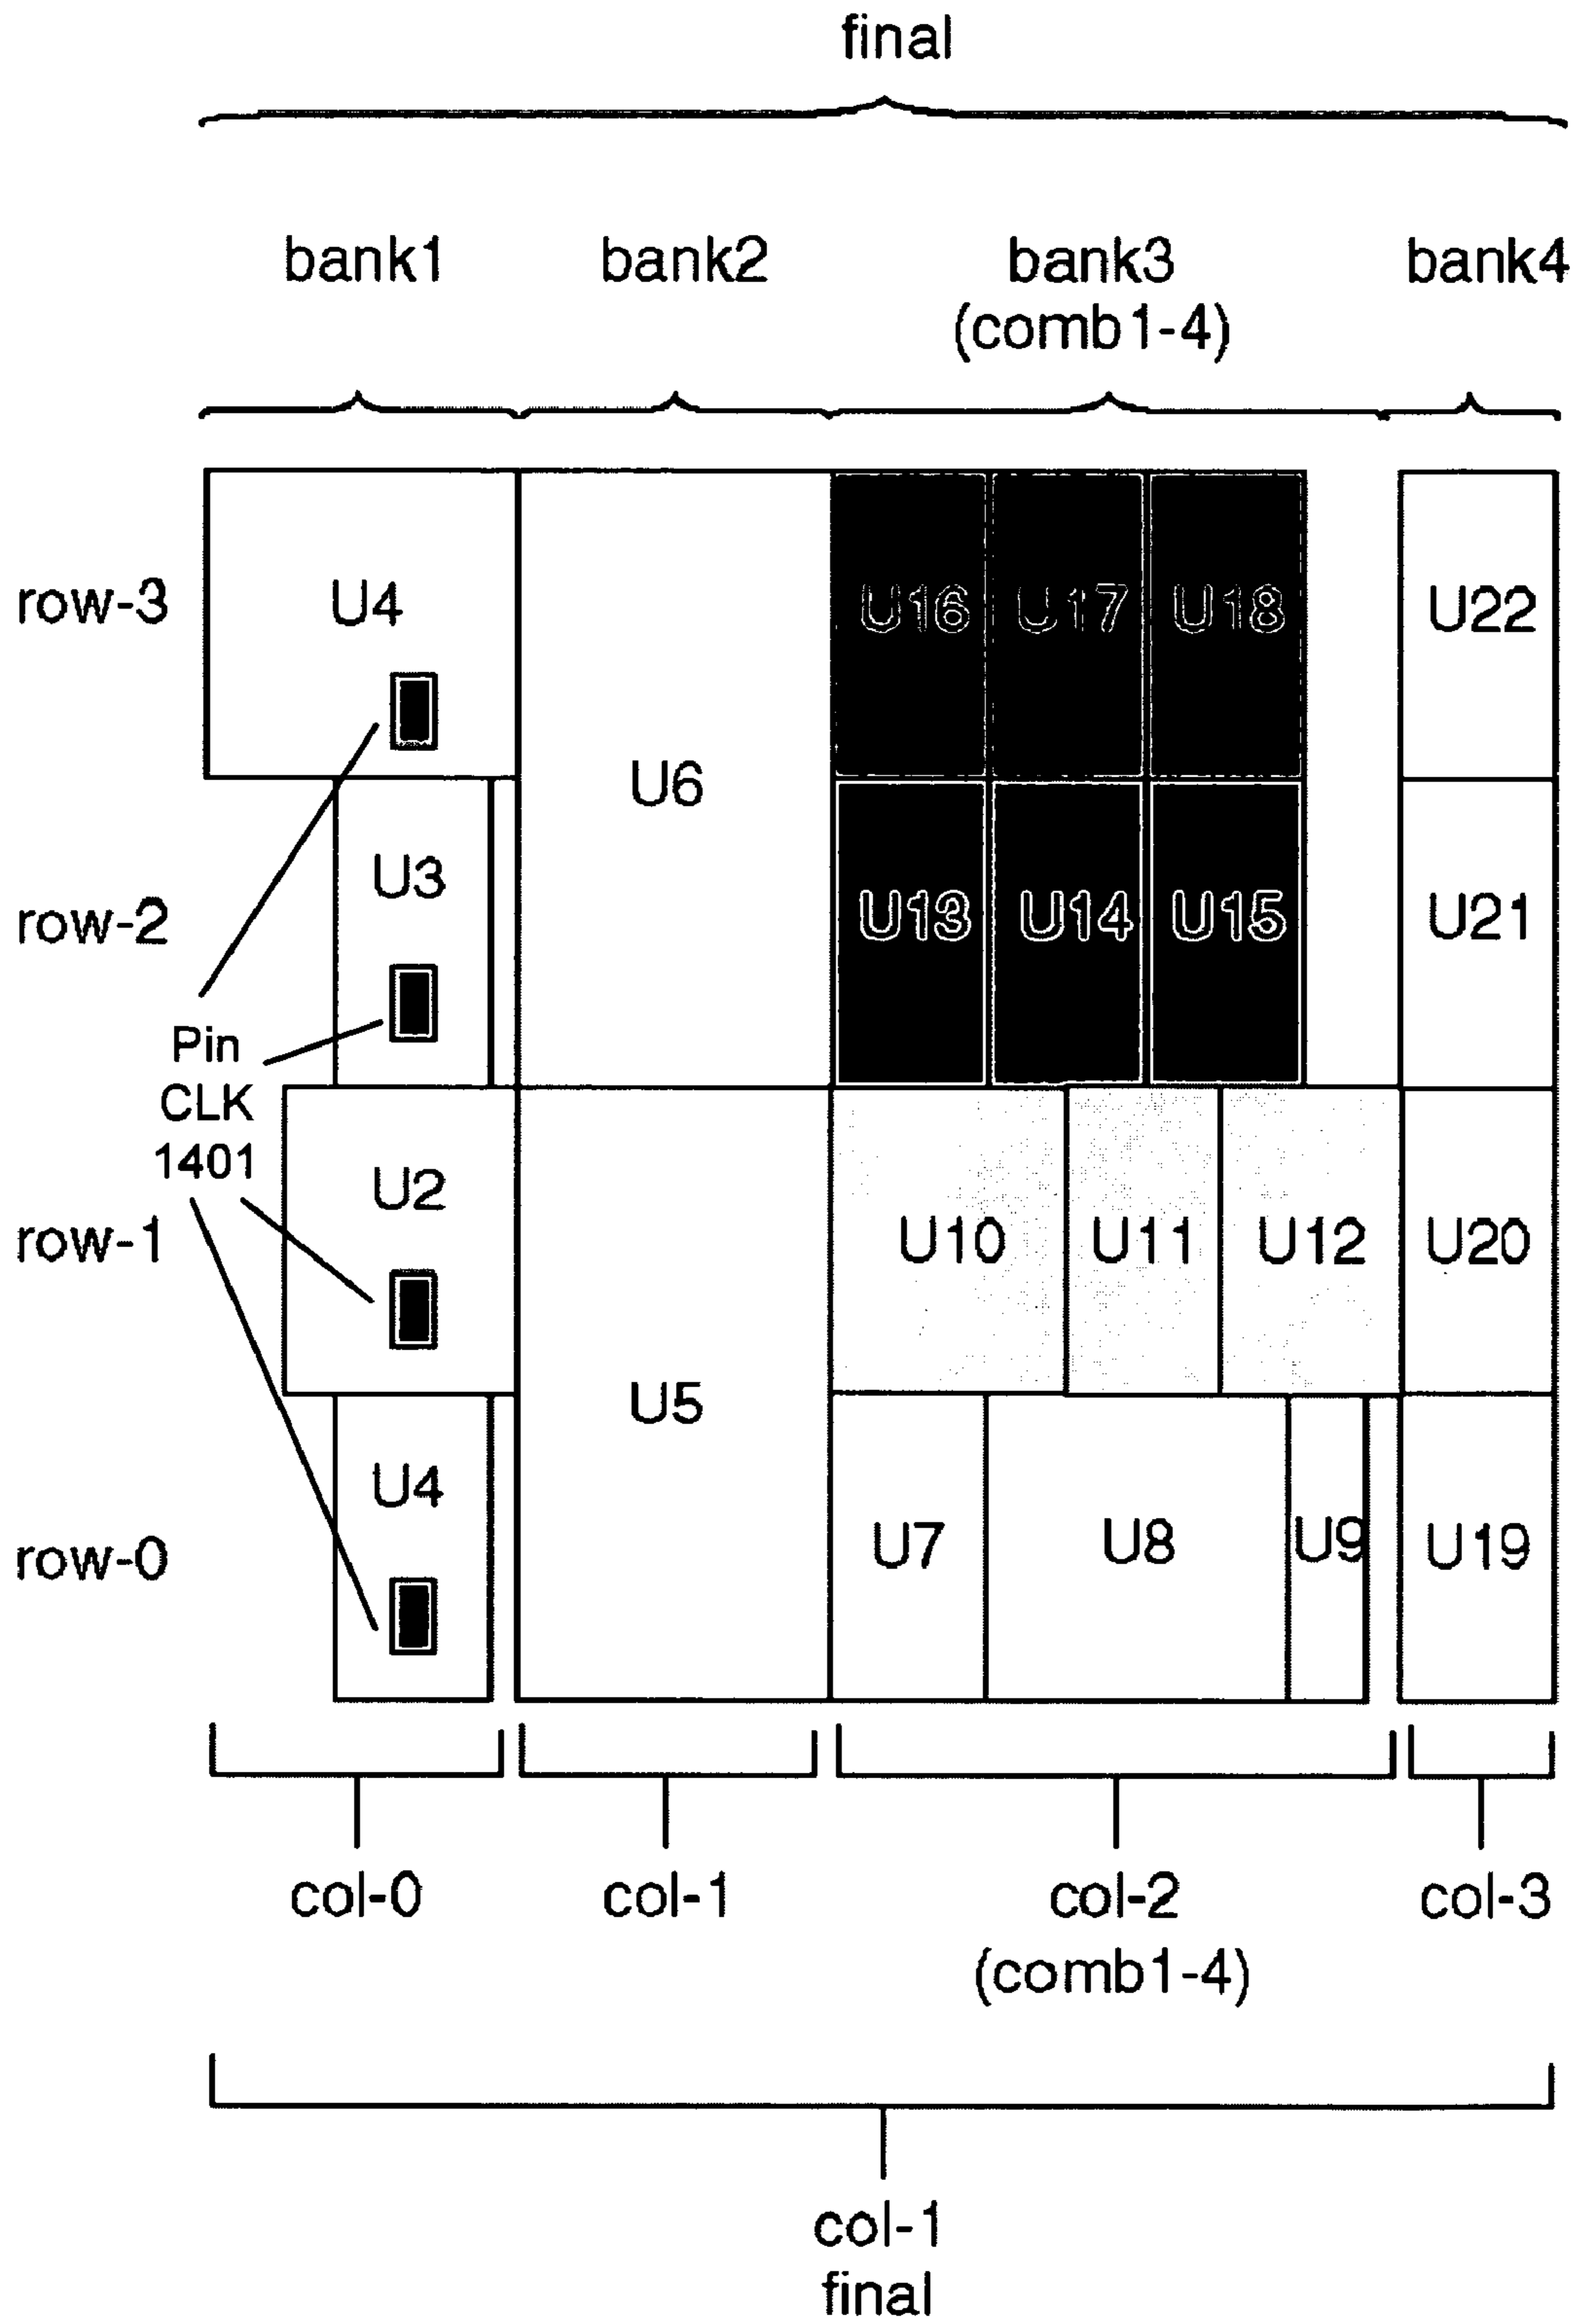 final
bank1 bank2 bank3 bank4
(comb1-4)
row-3 U4 U16 U17 U18 U22
U6
row-2 U3 U13 U14 U15 U21
Pin
CLK
1401
row-1 U2 U10 U11 U12 U20
U5
row-0 U4 U7 U8 U9 U19
col-0 col-1 col-2 col-3
(comb1-4)
col-1
final